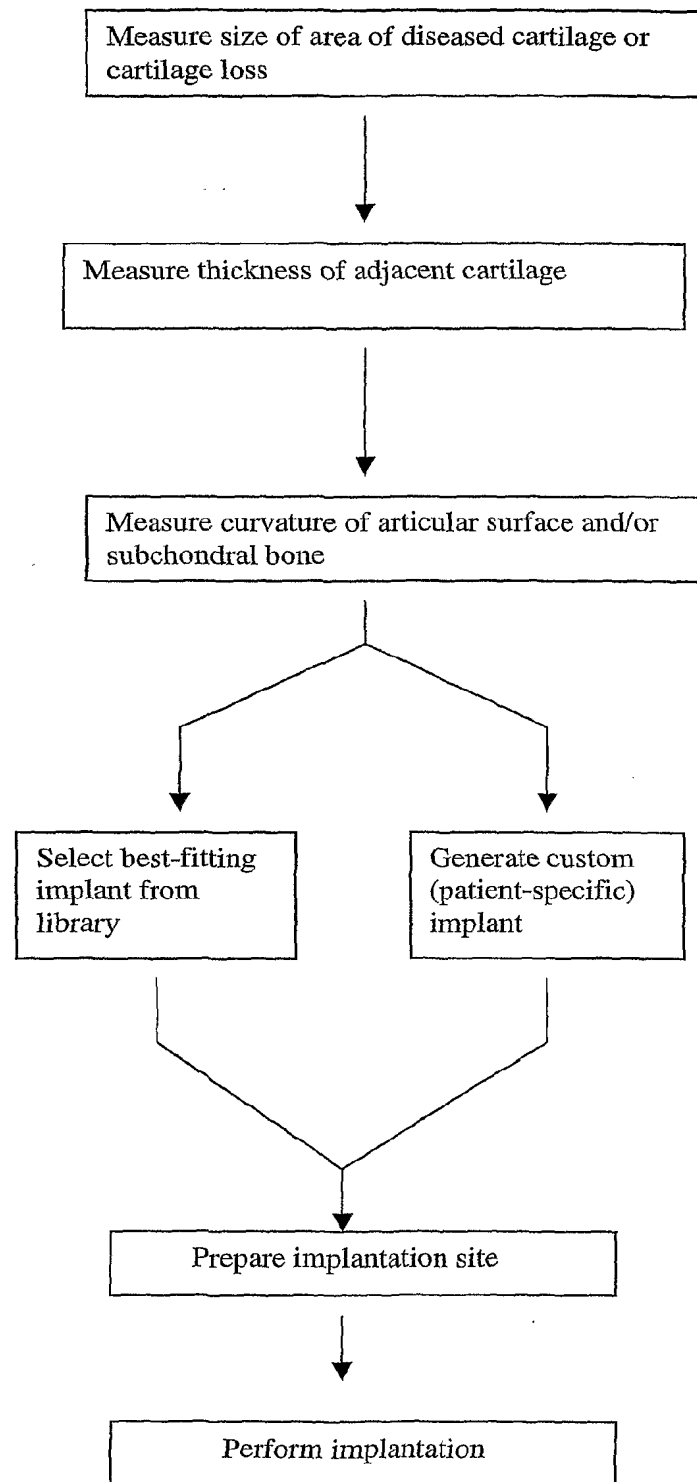 Measure size of area of diseased cartilage or
cartilage loss
Measure thickness of adjacent cartilage
Measure curvature of articular surface and/or
subchondral bone
Select best-fitting
implant from
library
Generate custom
(patient-specific)
implant
Prepare implantation site
Perform implantation